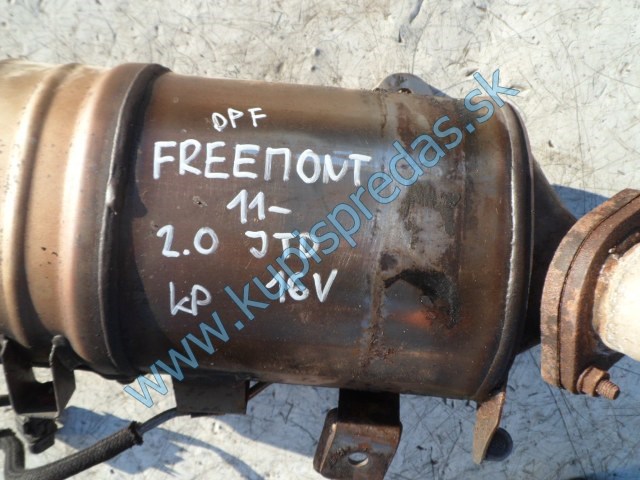 DPF
FREEMONT
11-
2.0 JTD
KP 16V
www.kupispredas.sk